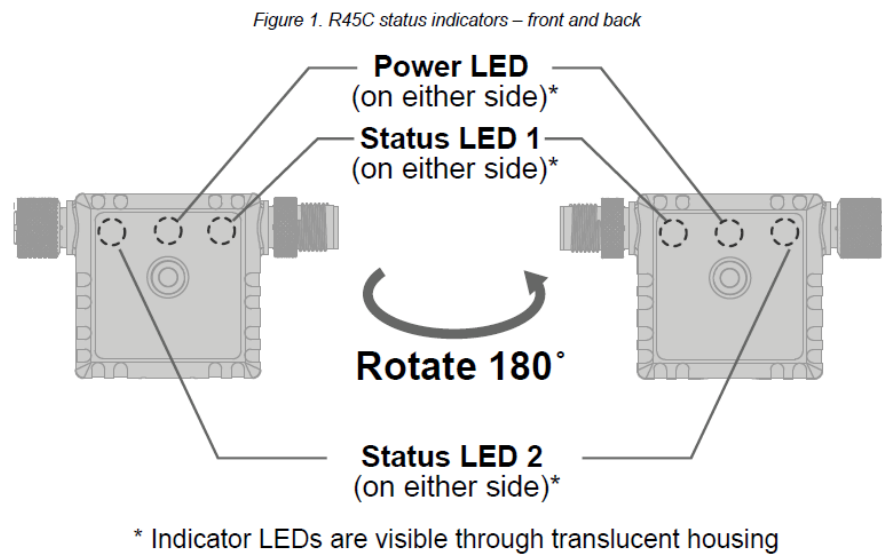 Figure 1. R45C status indicators – front and back
Power LED
(on either side)*
Status LED 1
(on either side)*
Rotate 180°
Status LED 2
(on either side)*
* Indicator LEDs are visible through translucent housing